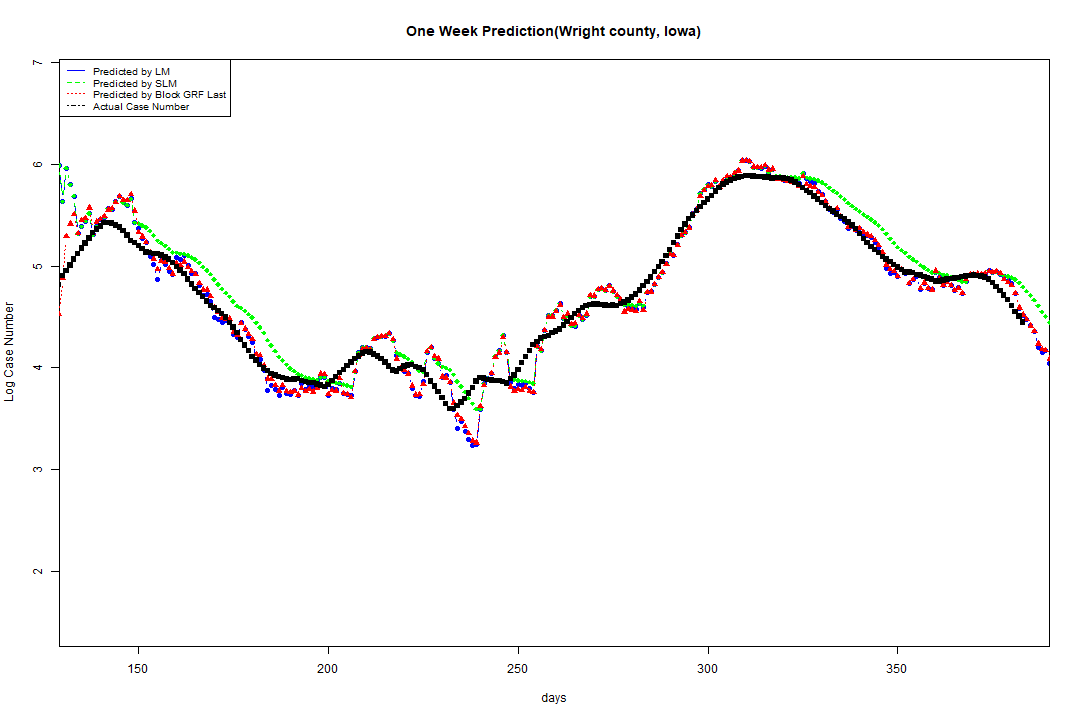 One Week Prediction(Wright county, Iowa)
Predicted by LM
Predicted by SLM
Predicted by Block GRF Last
Actual Case Number
7
6
5
4
3
2
Log Case Number
150 200 250 300 350
days